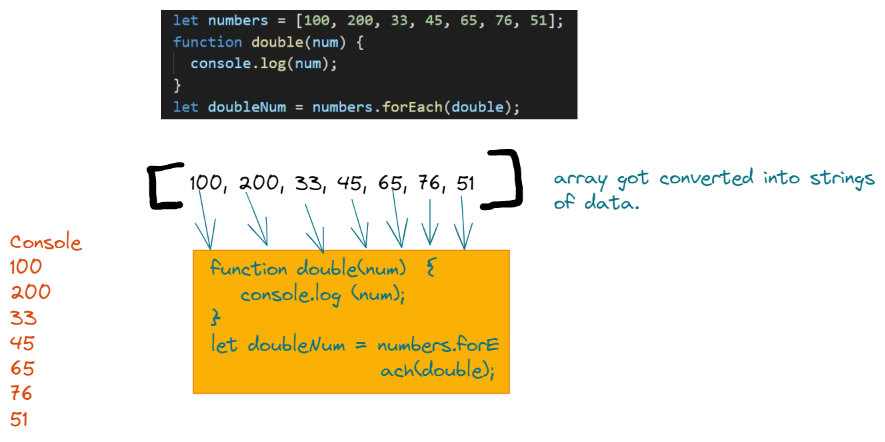 let numbers = [100, 200, 33, 45, 65, 76, 51];
function double(num) {
console.log(num);
}
let doubleNum = numbers.forEach(double);
[100, 200, 33, 45, 65, 76, 51]
array got converted into strings
of data.
Console
100
200
33
45
65
76
51
function double(num) {
console.log (num);
}
let doubleNum = numbers.forE
ach(double);